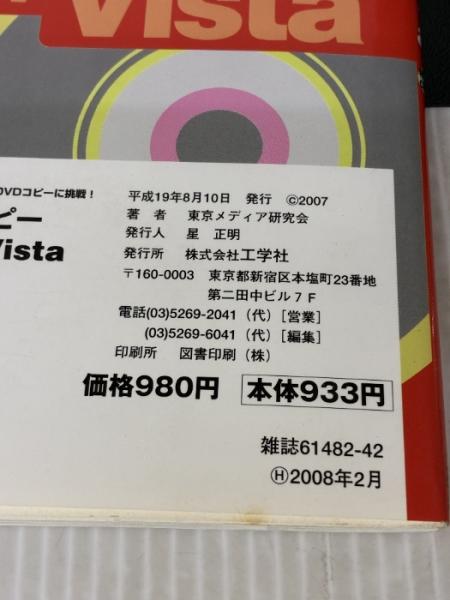 Vista
DVDコピーに挑戦！
ピー
Vista
平成19年8月10日　発行　©2007
著　者　東京メディア研究会
発行人　星　正明
発行所　株式会社工学社
〒160-0003　東京都新宿区本塩町23番地
第二田中ビル７Ｆ
電話(03)5269-2041（代）［営業］
(03)5269-6041（代）［編集］
印刷所　図書印刷（株）
価格980円　本体933円
雑誌61482-42
Ⓗ2008年2月